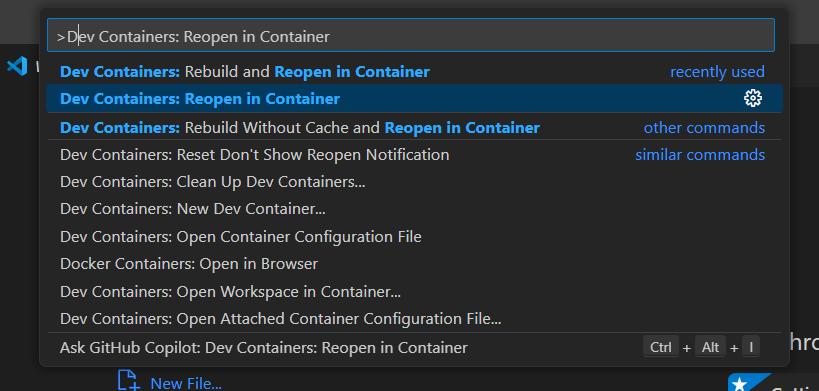 >Dev Containers: Reopen in Container
Dev Containers: Rebuild and Reopen in Container recently used
Dev Containers: Reopen in Container
Dev Containers: Rebuild Without Cache and Reopen in Container other commands
Dev Containers: Reset Don't Show Reopen Notification similar commands
Dev Containers: Clean Up Dev Containers...
Dev Containers: New Dev Container...
Dev Containers: Open Container Configuration File
Docker Containers: Open in Browser
Dev Containers: Open Workspace in Container...
Dev Containers: Open Attached Container Configuration File...
Ask GitHub Copilot: Dev Containers: Reopen in Container Ctrl + Alt + I
New File...